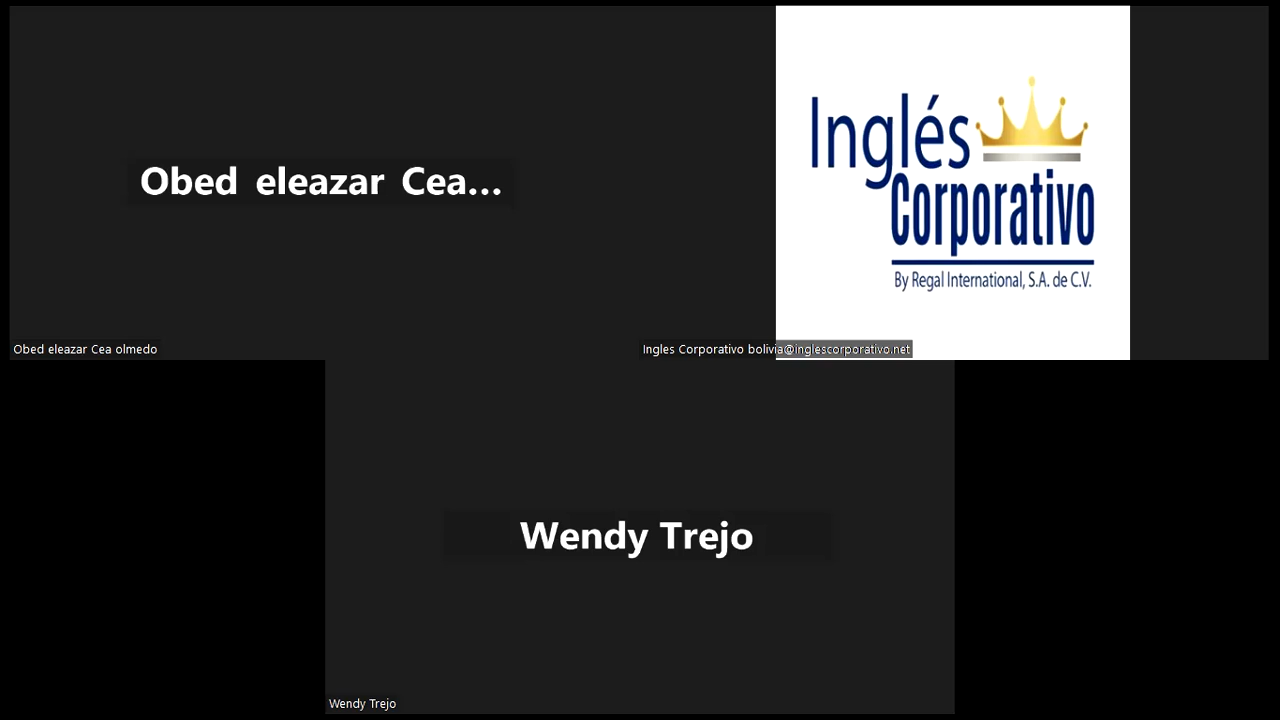 Obed eleazar Cea...
Obed eleazar Cea olmedo
Inglés
Corporativo
By Regal International, S.A. de C.V.
Ingles Corporativo bolivia@inglescorporativo.net
Wendy Trejo
Wendy Trejo